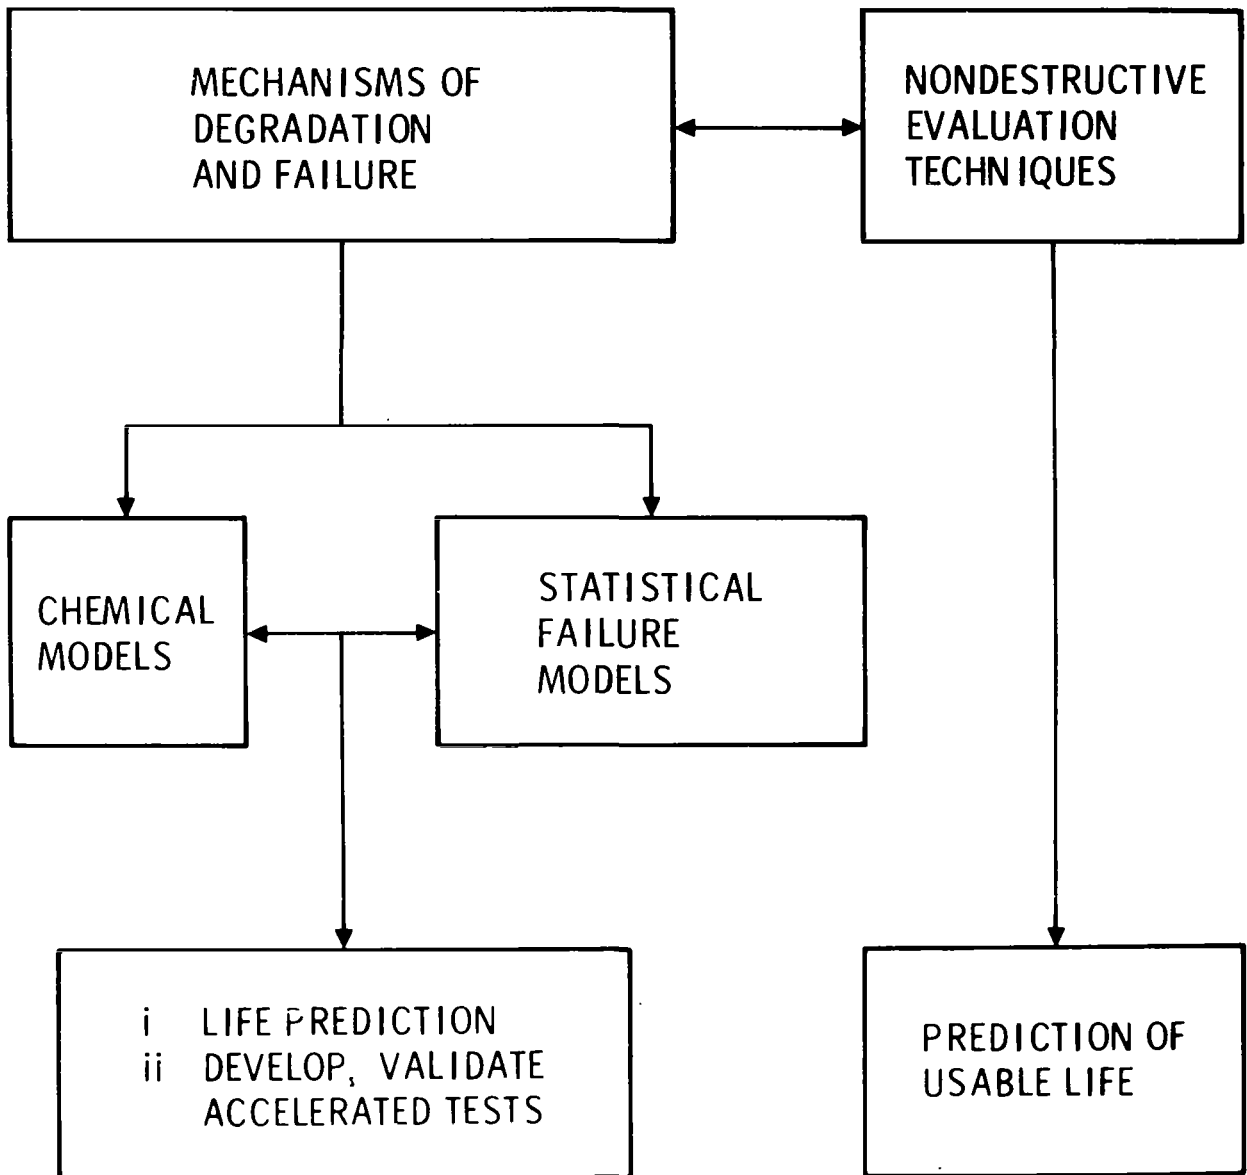 MECHANISMS OF
DEGRADATION
AND FAILURE
NONDESTRUCTIVE
EVALUATION
TECHNIQUES
CHEMICAL
MODELS
STATISTICAL
FAILURE
MODELS
i LIFE PREDICTION
ii DEVELOP, VALIDATE
ACCELERATED TESTS
PREDICTION OF
USABLE LIFE